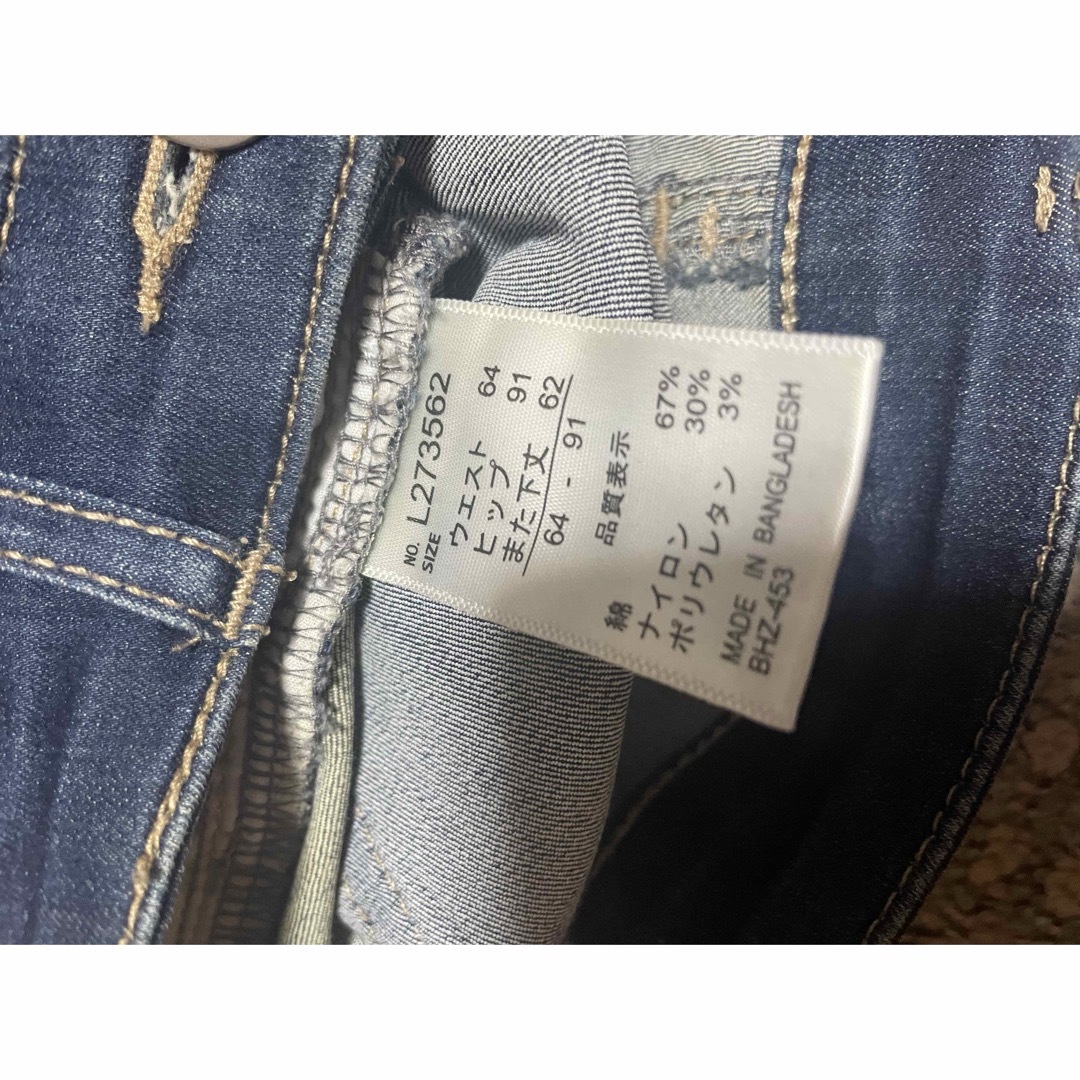 NO. L273562
SIZE
ウエスト 64
ヒップ 91
また下丈 62
64 - 91
品質表示
綿 67%
ナイロン 30%
ポリウレタン 3%
MADE IN BANGLADESH
BHZ-453